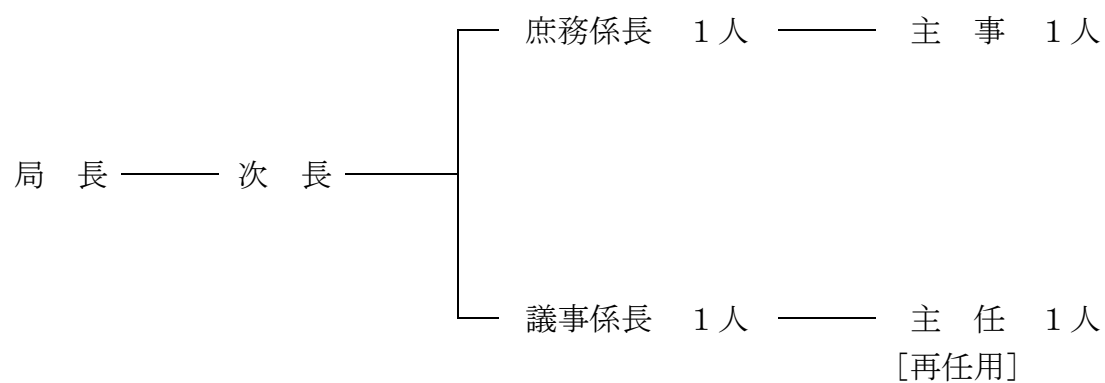 庶務係長　１人　主　事　１人
局　長　次　長
議事係長　１人　主　任　１人
［再任用］